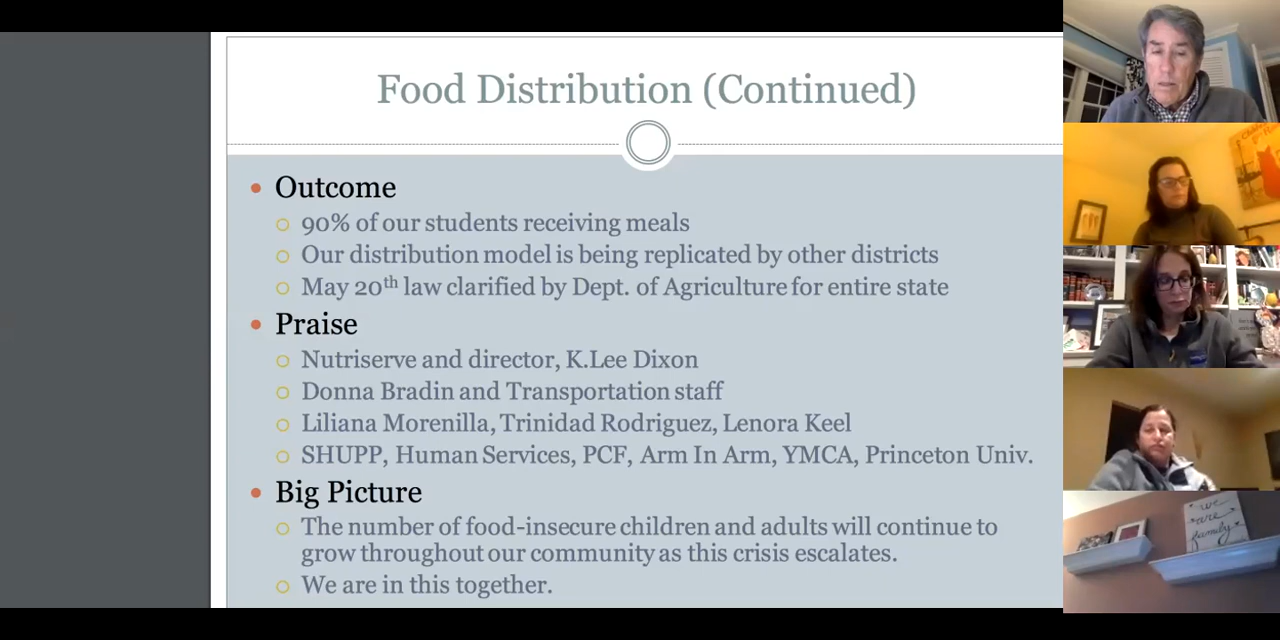 Food Distribution (Continued)
Outcome
90% of our students receiving meals
Our distribution model is being replicated by other districts
May 20th law clarified by Dept. of Agriculture for entire state
Praise
Nutriserve and director, K.Lee Dixon
Donna Bradin and Transportation staff
Liliana Morenilla, Trinidad Rodriguez, Lenora Keel
SHUPP, Human Services, PCF, Arm In Arm, YMCA, Princeton Univ.
Big Picture
The number of food-insecure children and adults will continue to
grow throughout our community as this crisis escalates.
We are in this together.
we
are
family